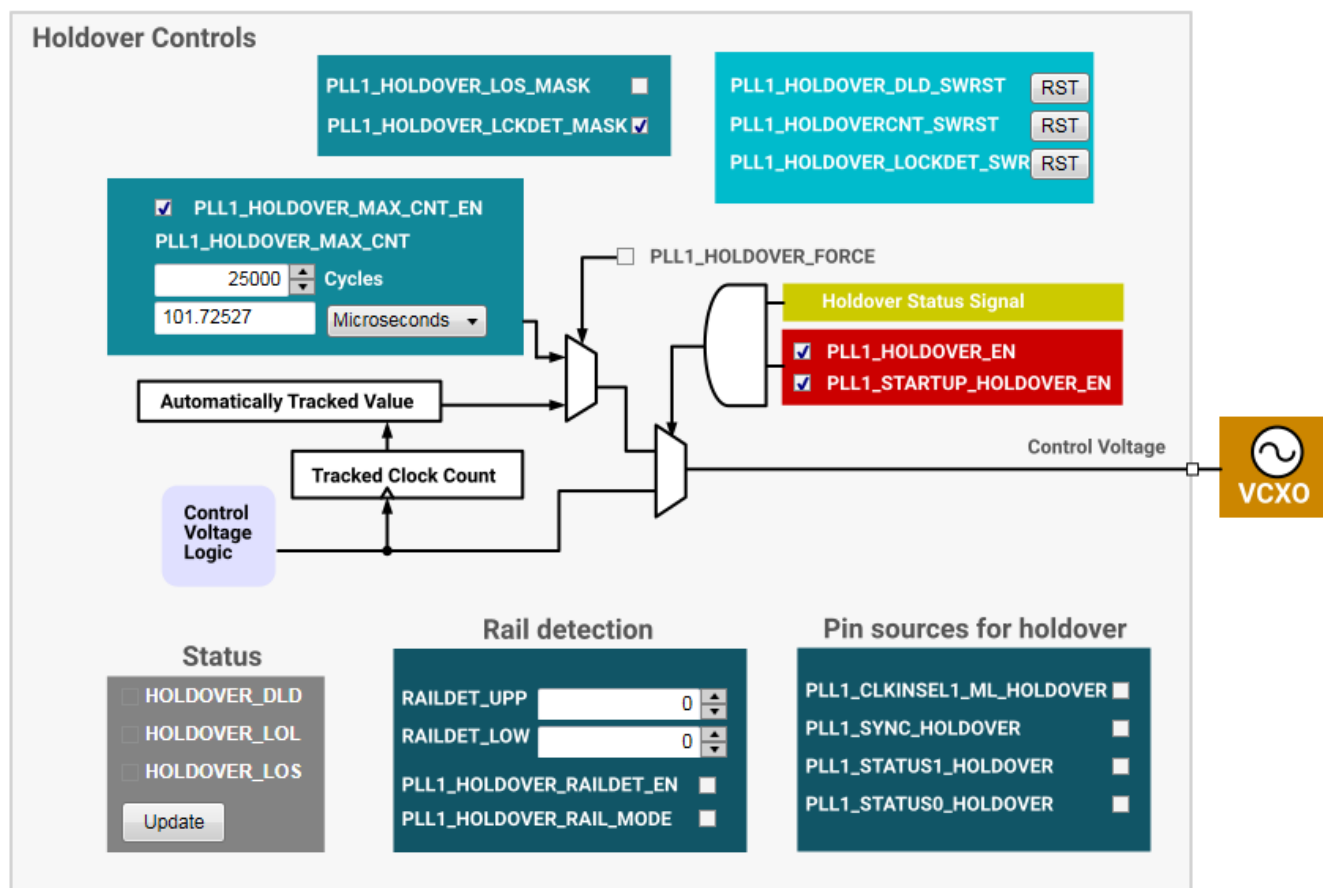 Holdover Controls
PLL1_HOLDOVER_LOS_MASK
PLL1_HOLDOVER_LCKDET_MASK
PLL1_HOLDOVER_DLD_SWRST RST
PLL1_HOLDOVERCNT_SWRST RST
PLL1_HOLDOVER_LOCKDET_SWR RST
PLL1_HOLDOVER_MAX_CNT_EN
PLL1_HOLDOVER_MAX_CNT
25000 Cycles
101.72527 Microseconds
PLL1_HOLDOVER_FORCE
Holdover Status Signal
PLL1_HOLDOVER_EN
PLL1_STARTUP_HOLDOVER_EN
Automatically Tracked Value
Tracked Clock Count
Control
Voltage
Logic
Control Voltage
VCXO
Status
HOLDOVER_DLD
HOLDOVER_LOL
HOLDOVER_LOS
Update
Rail detection
RAILDET_UPP 0
RAILDET_LOW 0
PLL1_HOLDOVER_RAILDET_EN
PLL1_HOLDOVER_RAIL_MODE
Pin sources for holdover
PLL1_CLKINSEL1_ML_HOLDOVER
PLL1_SYNC_HOLDOVER
PLL1_STATUS1_HOLDOVER
PLL1_STATUS0_HOLDOVER